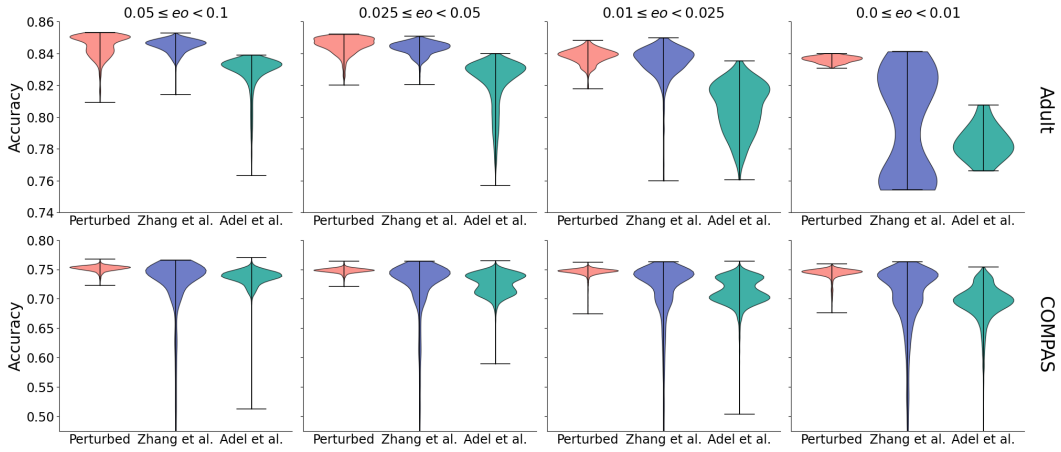 0.05 ≤ eo < 0.1
0.025 ≤ eo < 0.05
0.01 ≤ eo < 0.025
0.0 ≤ eo < 0.01
0.86
0.84
0.82
0.80
0.78
0.76
0.74
Accuracy
Adult
Perturbed Zhang et al. Adel et al.
Perturbed Zhang et al. Adel et al.
Perturbed Zhang et al. Adel et al.
Perturbed Zhang et al. Adel et al.
0.80
0.75
0.70
0.65
0.60
0.55
0.50
Accuracy
COMPAS
Perturbed Zhang et al. Adel et al.
Perturbed Zhang et al. Adel et al.
Perturbed Zhang et al. Adel et al.
Perturbed Zhang et al. Adel et al.